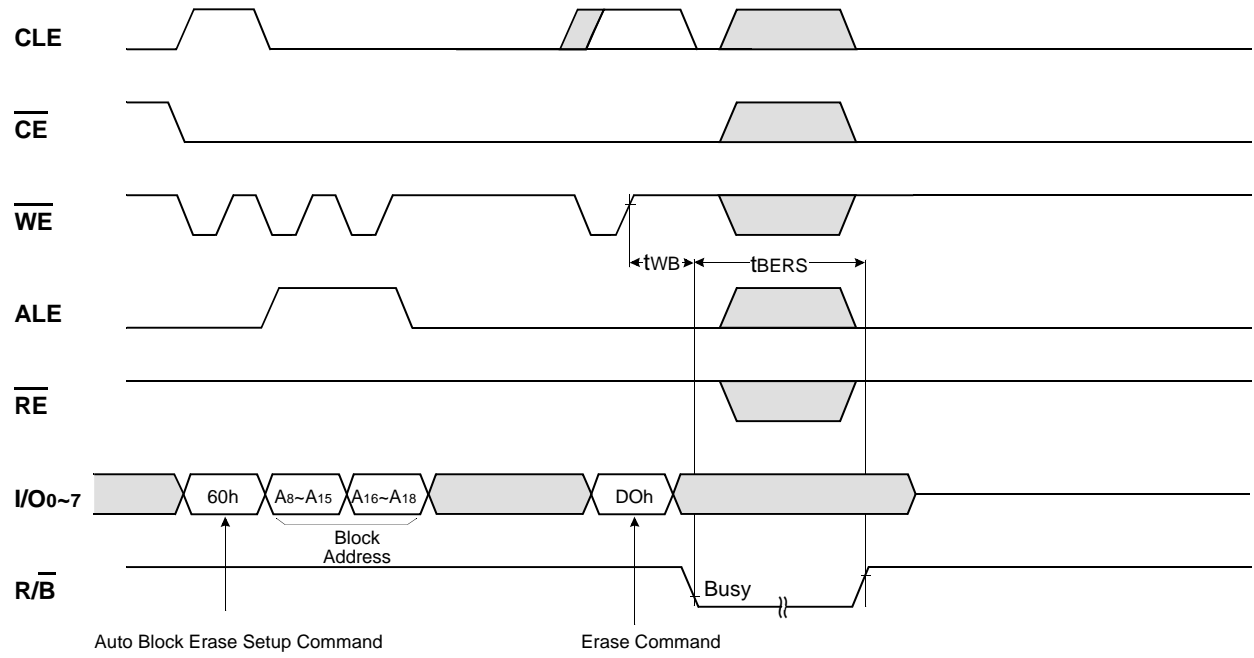 CLE
CE
WE
tWB
tBERS
ALE
RE
I/O0~7
60h
A8~A15
A16~A18
DOh
Block
Address
R/B
Busy
Auto Block Erase Setup Command
Erase Command